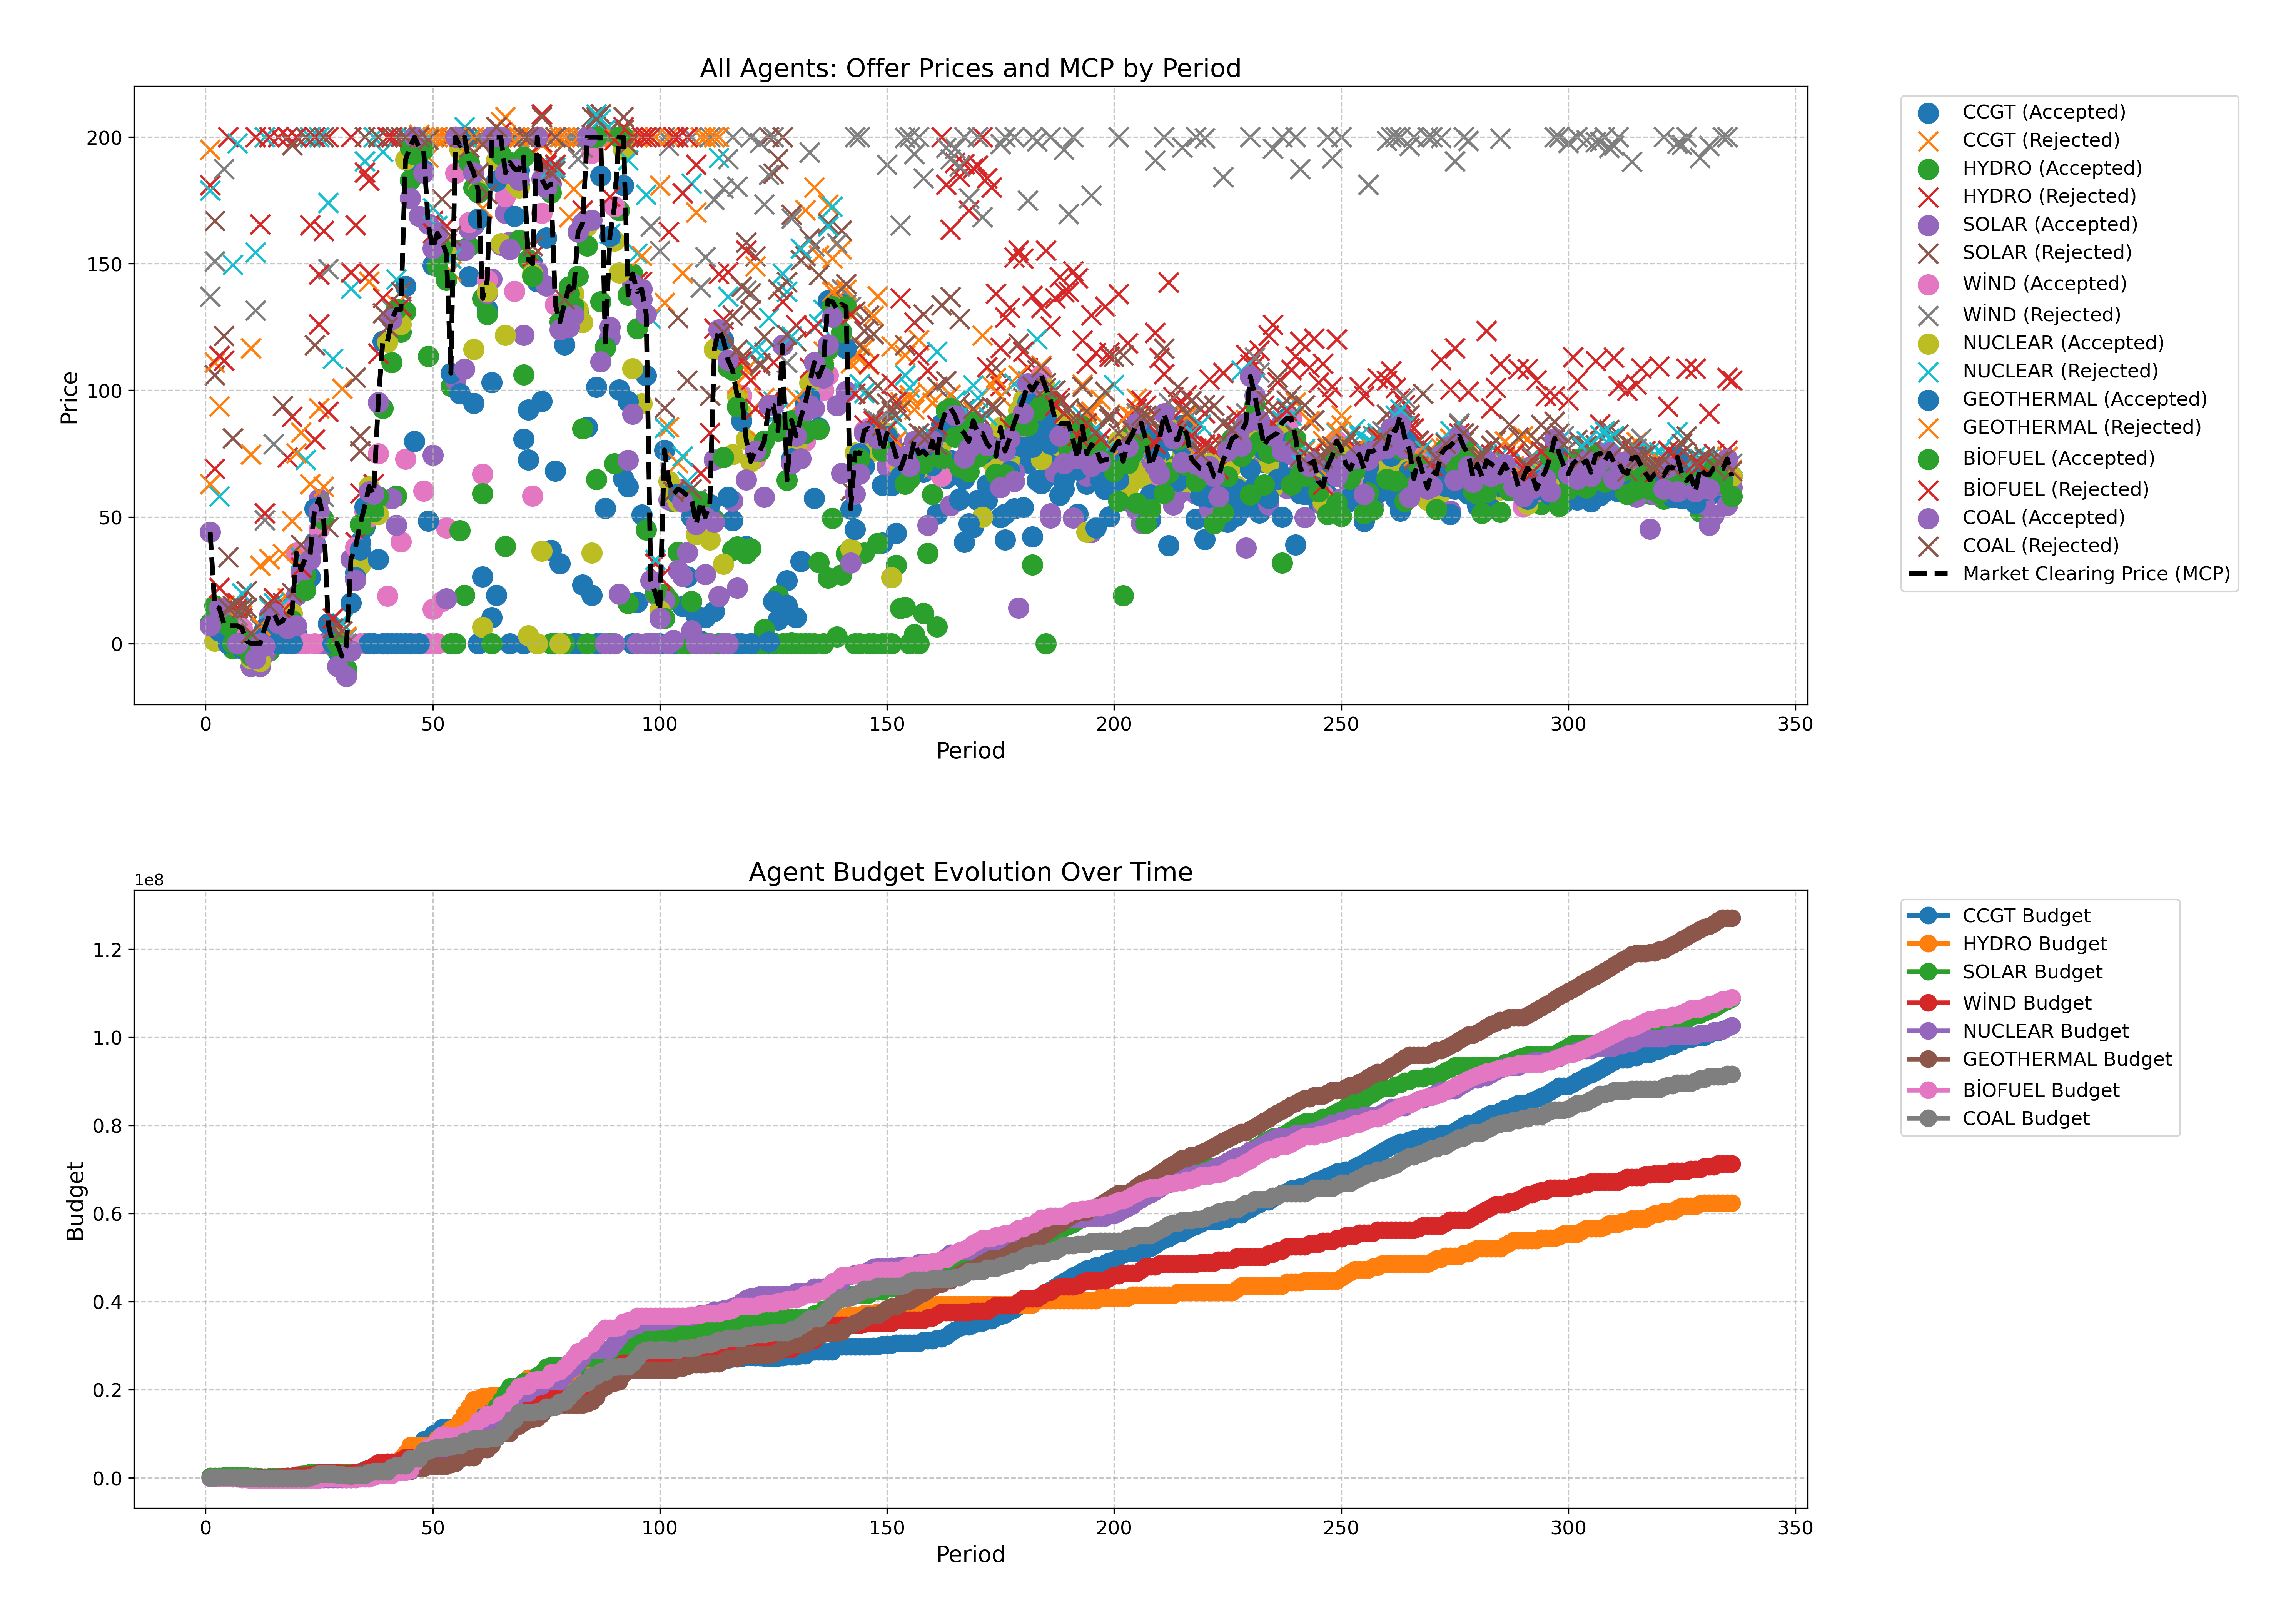 All Agents: Offer Prices and MCP by Period
Price
200
150
100
50
0
0
50
100
150
200
250
300
350
Period
CCGT (Accepted)
CCGT (Rejected)
HYDRO (Accepted)
HYDRO (Rejected)
SOLAR (Accepted)
SOLAR (Rejected)
WİND (Accepted)
WİND (Rejected)
NUCLEAR (Accepted)
NUCLEAR (Rejected)
GEOTHERMAL (Accepted)
GEOTHERMAL (Rejected)
BİOFUEL (Accepted)
BİOFUEL (Rejected)
COAL (Accepted)
COAL (Rejected)
Market Clearing Price (MCP)
Agent Budget Evolution Over Time
1e8
Budget
1.2
1.0
0.8
0.6
0.4
0.2
0.0
0
50
100
150
200
250
300
350
Period
CCGT Budget
HYDRO Budget
SOLAR Budget
WİND Budget
NUCLEAR Budget
GEOTHERMAL Budget
BİOFUEL Budget
COAL Budget